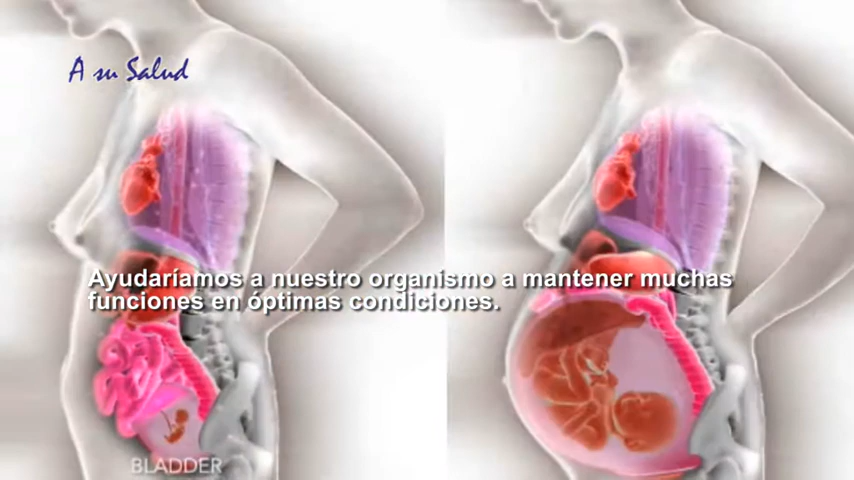 A su Salud
Ayudaríamos a nuestro organismo a mantener muchas
funciones en óptimas condiciones.
BLADDER